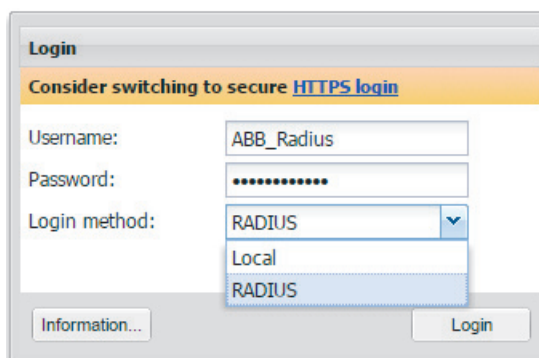 Login
Consider switching to secure HTTPS login
Username: ABB_Radius
Password: ••••••••••••
Login method: RADIUS
Local
RADIUS
Information... Login